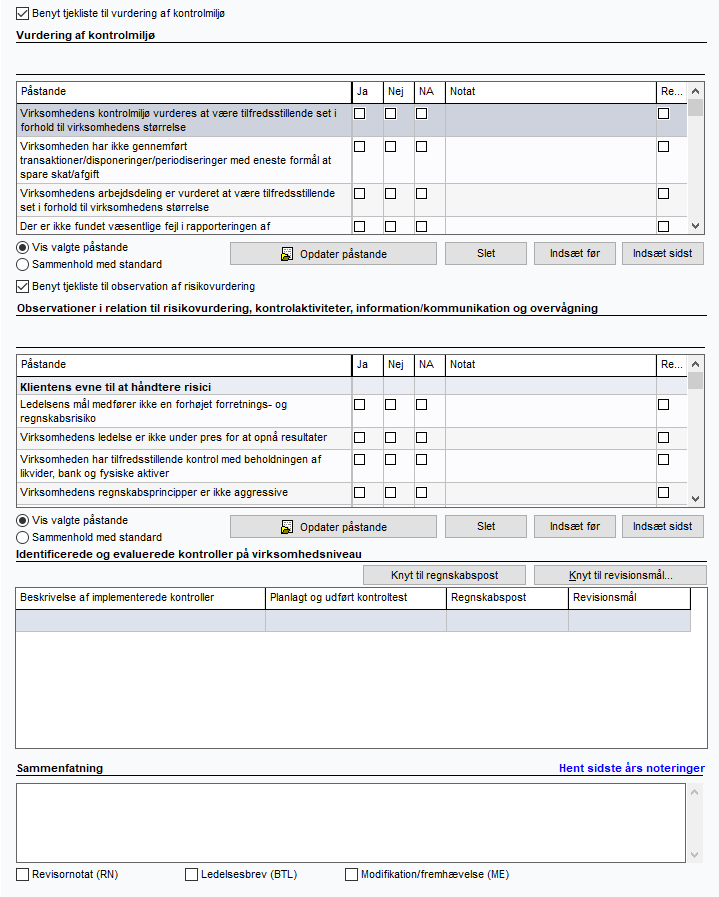 Benyt tjekliste til vurdering af kontrolmiljø
Vurdering af kontrolmiljø
Påstande Ja Nej NA Notat Re...
Virksomhedens kontrolmiljø vurderes at være tilfredsstillende set i
forhold til virksomhedens størrelse
Virksomheden har ikke gennemført
transaktioner/disponeringer/periodiseringer med eneste formål at
spare skat/afgift
Virksomhedens arbejdsdeling er vurderet at være tilfredsstillende
set i forhold til virksomhedens størrelse
Der er ikke fundet væsentlige fejl i rapporteringen af
Vis valgte påstande
Sammenhold med standard
Opdater påstande Slet Indsæt før Indsæt sidst
Benyt tjekliste til observation af risikovurdering
Observationer i relation til risikovurdering, kontrolaktiviteter, information/kommunikation og overvågning
Påstande Ja Nej NA Notat Re...
Klientens evne til at håndtere risici
Ledelsens mål medfører ikke en forhøjet forretnings- og
regnskabsrisiko
Virksomhedens ledelse er ikke under pres for at opnå resultater
Virksomheden har tilfredsstillende kontrol med beholdningen af
likvider, bank og fysiske aktiver
Virksomhedens regnskabsprincipper er ikke aggressive
Vis valgte påstande
Sammenhold med standard
Opdater påstande Slet Indsæt før Indsæt sidst
Identificerede og evaluerede kontroller på virksomhedsniveau
Knyt til regnskabspost Knyt til revisionsmål...
Beskrivelse af implementerede kontroller Planlagt og udført kontroltest Regnskabspost Revisionsmål
Sammenfatning Hent sidste års noteringer
Revisornotat (RN) Ledelsesbrev (BTL) Modifikation/fremhævelse (ME)